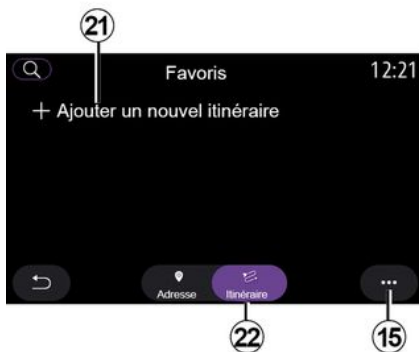 21
Favoris
12:21
+ Ajouter un nouvel itinéraire
Adresse
Itinéraire
...
22
15